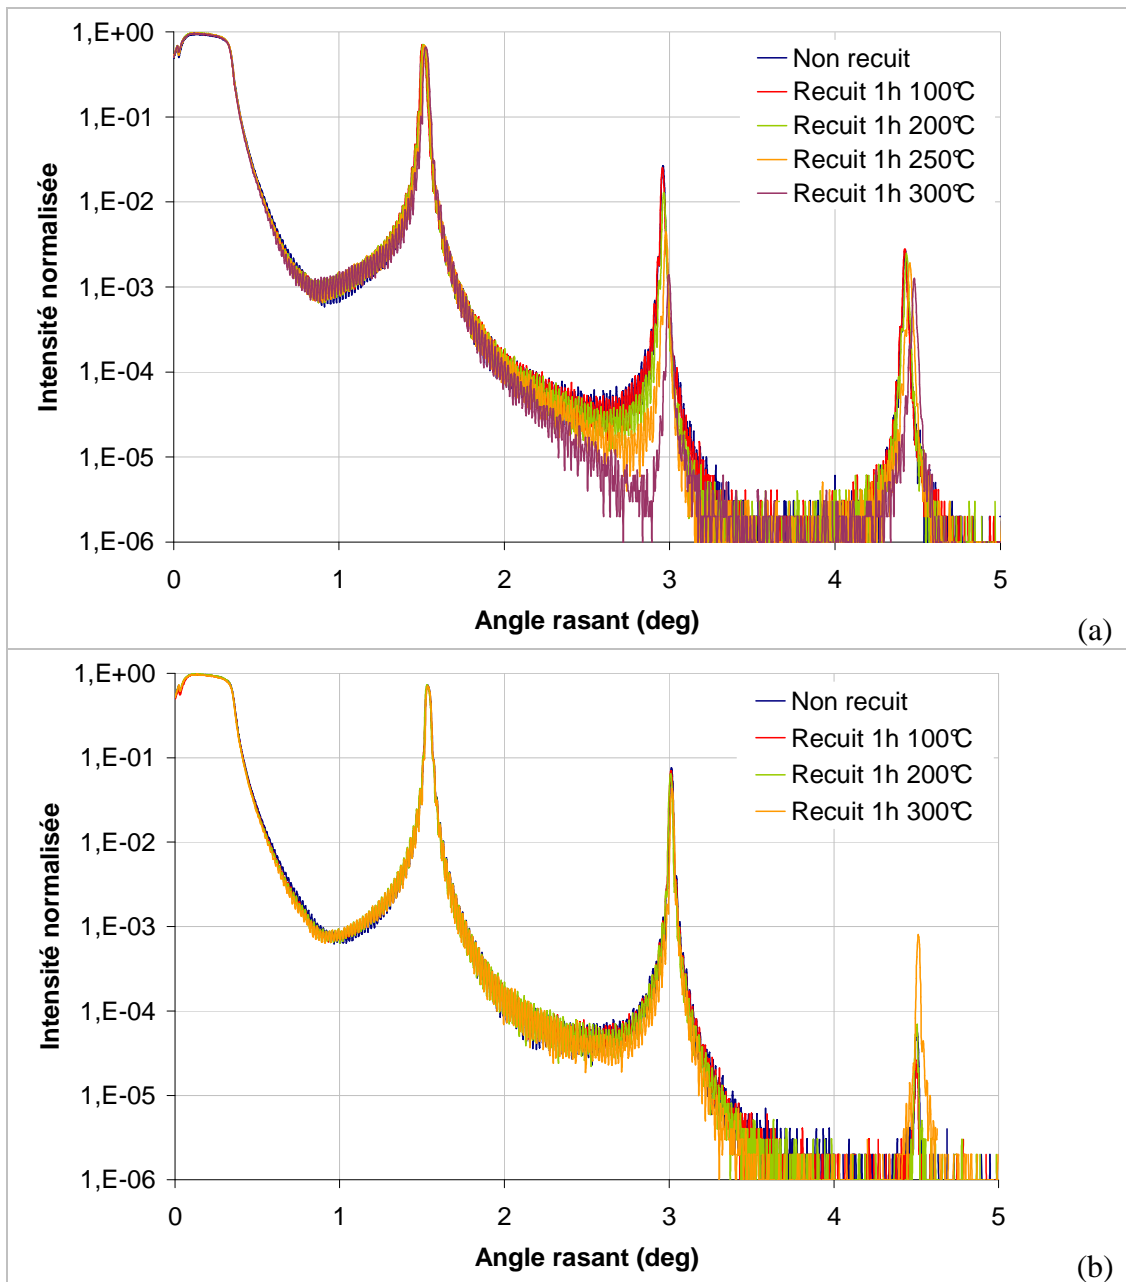 1,E+00
1,E-01
1,E-02
1,E-03
1,E-04
1,E-05
1,E-06
Intensité normalisée
Non recuit
Recuit 1h 100°C
Recuit 1h 200°C
Recuit 1h 250°C
Recuit 1h 300°C
0 1 2 3 4 5
Angle rasant (deg)
(a)
1,E+00
1,E-01
1,E-02
1,E-03
1,E-04
1,E-05
1,E-06
Intensité normalisée
Non recuit
Recuit 1h 100°C
Recuit 1h 200°C
Recuit 1h 300°C
0 1 2 3 4 5
Angle rasant (deg)
(b)